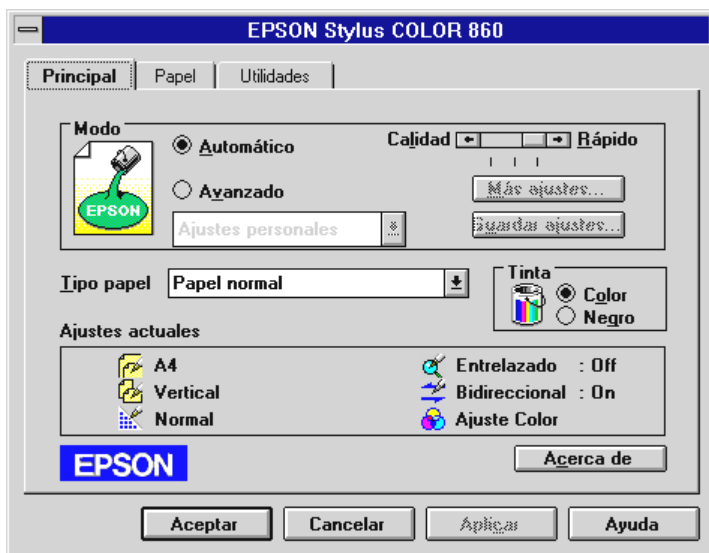 EPSON Stylus COLOR 860
Principal Papel Utilidades
Modo
EPSON
Automático
Avanzado
Ajustes personales
Calidad Rápido
Más ajustes...
Guardar ajustes...
Tipo papel Papel normal
Tinta
Color
Negro
Ajustes actuales
A4
Vertical
Normal
Entrelazado : Off
Bidireccional : On
Ajuste Color
EPSON
Acerca de
Aceptar Cancelar Aplicar Ayuda